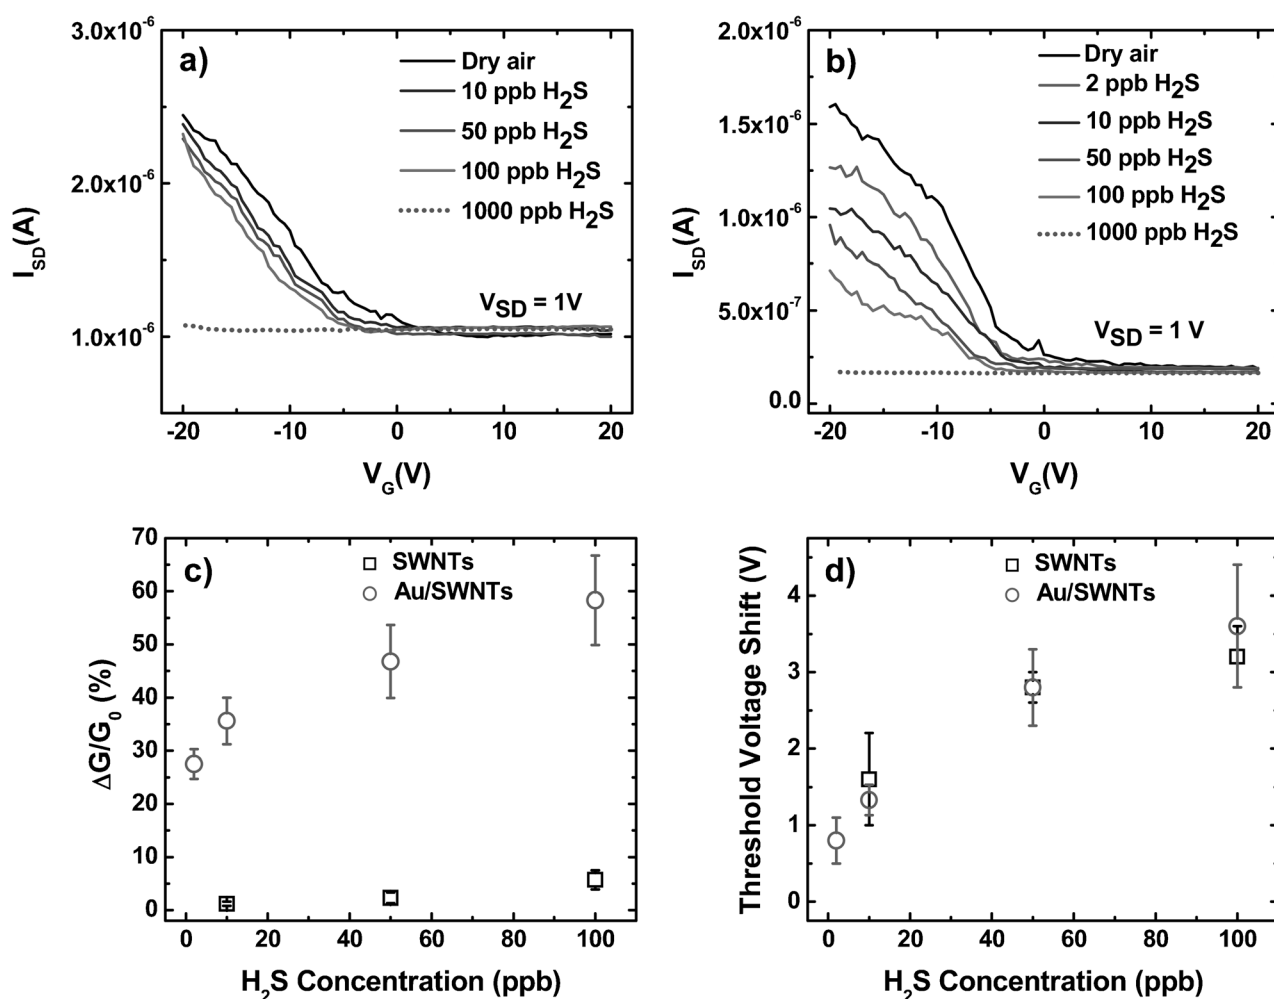 a)
3.0x10⁻⁶
2.0x10⁻⁶
1.0x10⁻⁶
I_SD(A)
Dry air
10 ppb H₂S
50 ppb H₂S
100 ppb H₂S
1000 ppb H₂S
V_SD = 1V
-20 -10 0 10 20
V_G(V)
b)
2.0x10⁻⁶
1.5x10⁻⁶
1.0x10⁻⁶
5.0x10⁻⁷
0.0
I_SD(A)
Dry air
2 ppb H₂S
10 ppb H₂S
50 ppb H₂S
100 ppb H₂S
1000 ppb H₂S
V_SD = 1 V
-20 -10 0 10 20
V_G(V)
c)
70
60
50
40
30
20
10
0
ΔG/G₀ (%)
SWNTs
Au/SWNTs
0 20 40 60 80 100
H₂S Concentration (ppb)
d)
4
3
2
1
0
Threshold Voltage Shift (V)
SWNTs
Au/SWNTs
0 20 40 60 80 100
H₂S Concentration (ppb)